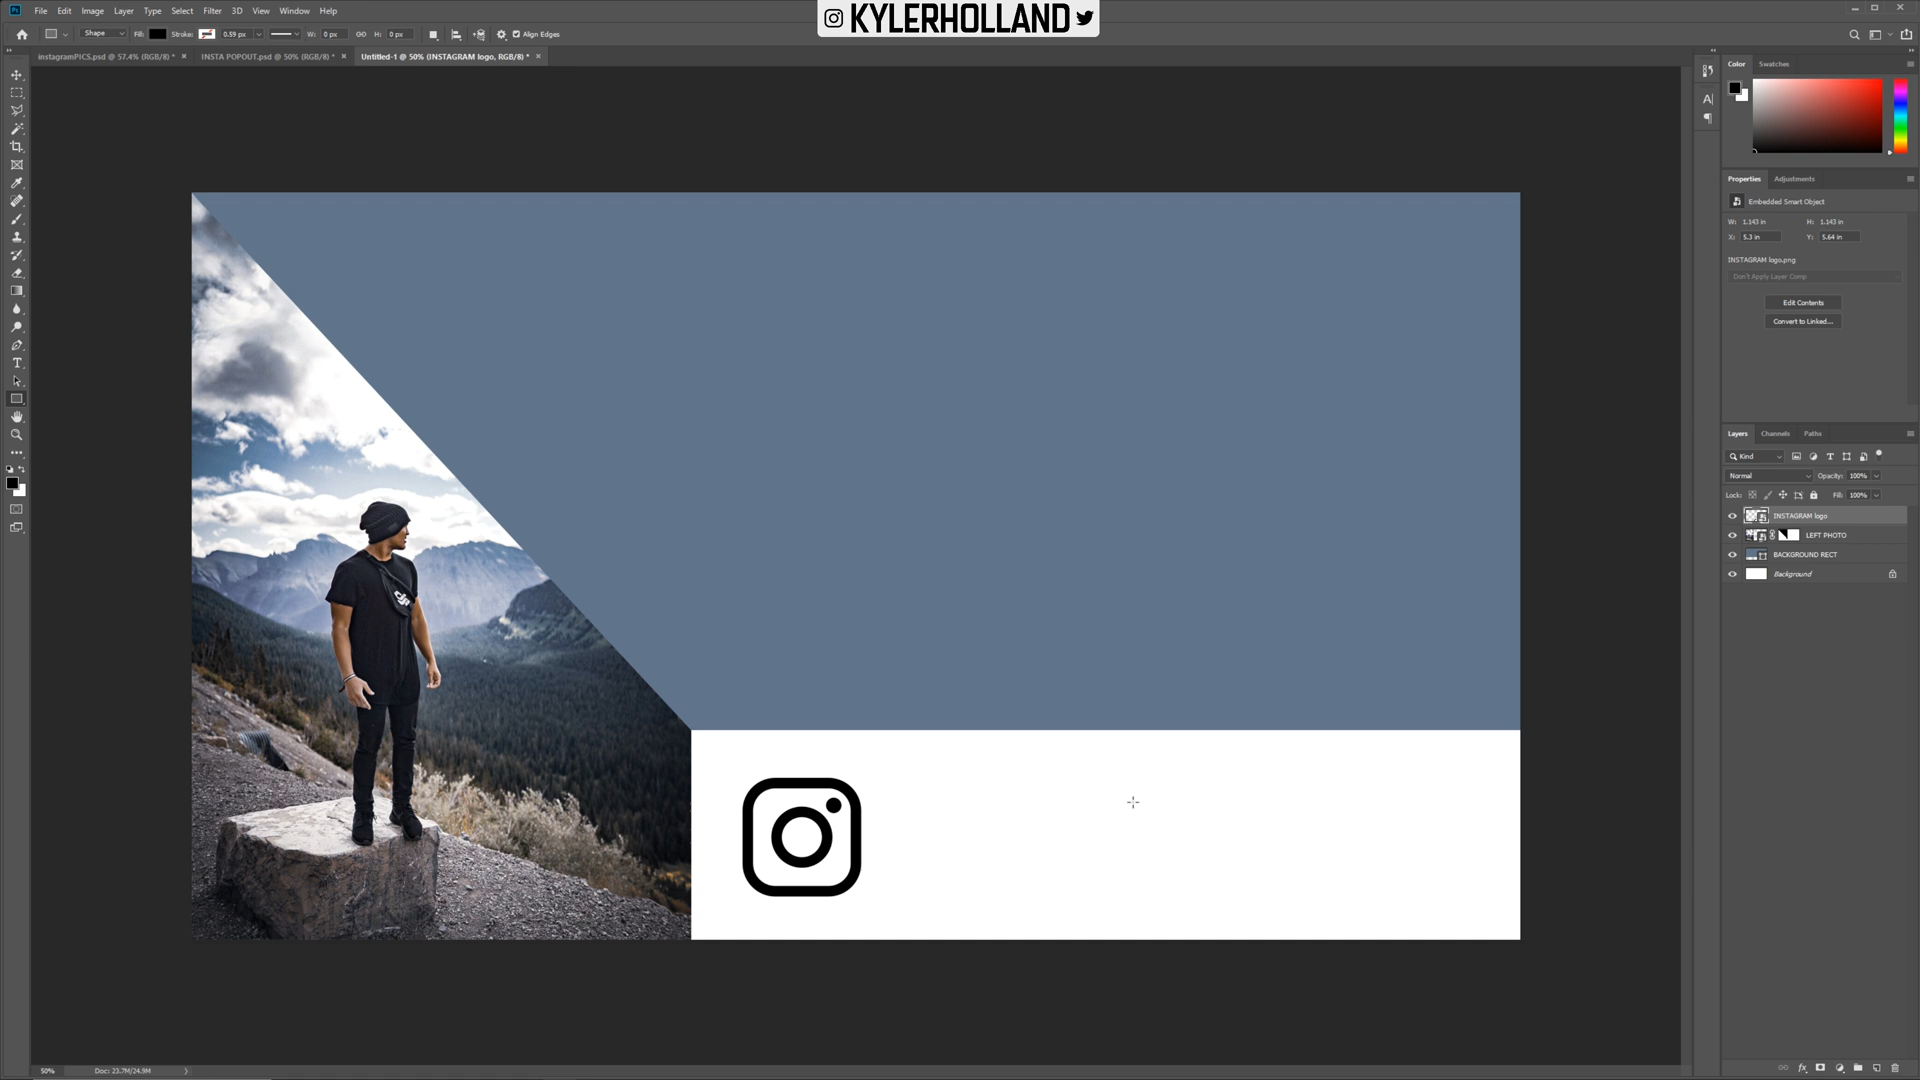 KYLERHOLLAND
File Edit Image Layer Type Select Filter 3D View Window Help
Shape Fill: Stroke: 0.59 px W: 0 px H: 0 px Align Edges
instagramPICS.psd @ 57.4% (RGB/8) * INSTA POPOUT.psd @ 50% (RGB/8) * Untitled-1 @ 50% (INSTAGRAM logo, RGB/8) *
Color Swatches
Properties Adjustments
Embedded Smart Object
W: 1.143 in H: 1.143 in
X: 5.3 in Y: 5.64 in
INSTAGRAM logo.png
Don't Apply Layer Comp
Edit Contents
Convert to Linked...
Layers Channels Paths
Kind
Normal Opacity: 100%
Lock: Fill: 100%
INSTAGRAM logo
LEFT PHOTO
BACKGROUND RECT
Background
50% Doc: 23.7M/24.9M